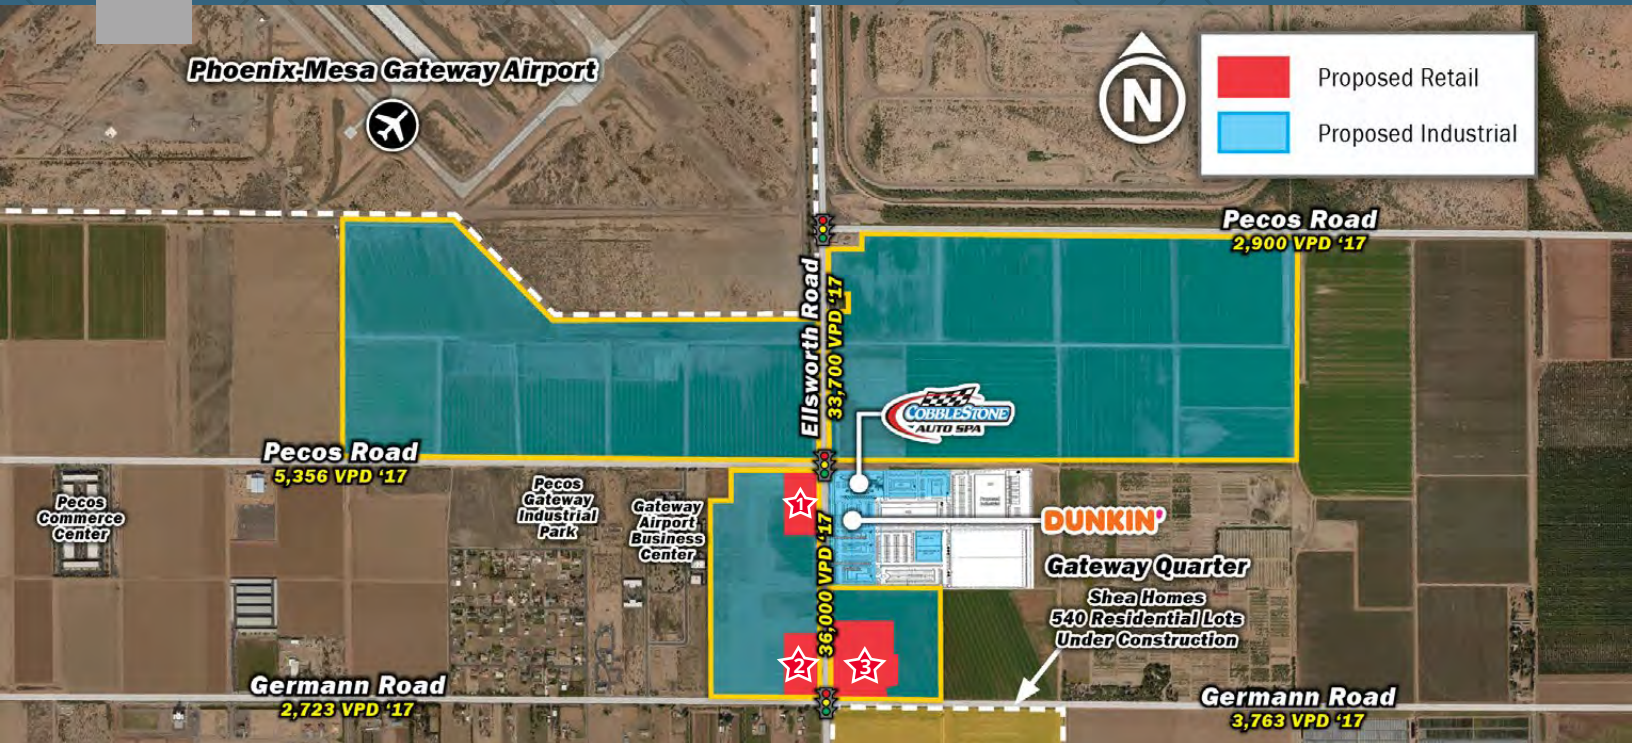 Phoenix-Mesa Gateway Airport
N
Proposed Retail
Proposed Industrial
Pecos Road
2,900 VPD ‘17
Ellsworth Road
33,700 VPD ‘17
COBBLESTONE
AUTO SPA
Pecos Road
5,356 VPD ‘17
Pecos
Commerce
Center
Pecos
Gateway
Industrial
Park
Gateway
Airport
Business
Center
1
36,000 VPD ‘17
DUNKIN’
Gateway Quarter
Shea Homes
540 Residential Lots
Under Construction
2
3
Germann Road
2,723 VPD ‘17
Germann Road
3,763 VPD ‘17